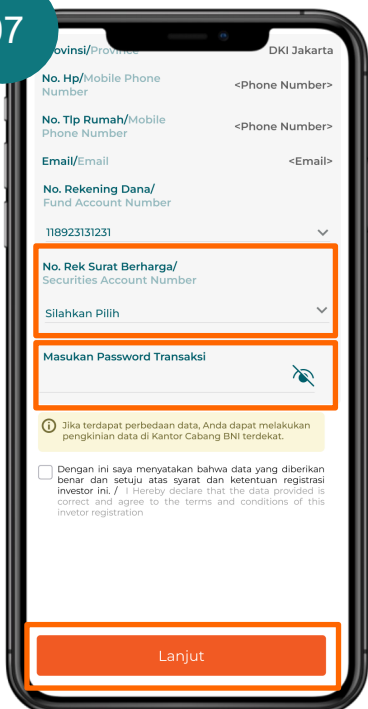 07
Provinsi/Province DKI Jakarta
No. Hp/Mobile Phone
Number
<Phone Number>
No. Tlp Rumah/Mobile
Phone Number
<Phone Number>
Email/Email <Email>
No. Rekening Dana/
Fund Account Number
118923131231
No. Rek Surat Berharga/
Securities Account Number
Silahkan Pilih
Masukan Password Transaksi
Jika terdapat perbedaan data, Anda dapat melakukan
pengkinian data di Kantor Cabang BNI terdekat.
Dengan ini saya menyatakan bahwa data yang diberikan
benar dan setuju atas syarat dan ketentuan registrasi
investor ini. / I Hereby declare that the data provided is
correct and agree to the terms and conditions of this
invetor registration
Lanjut